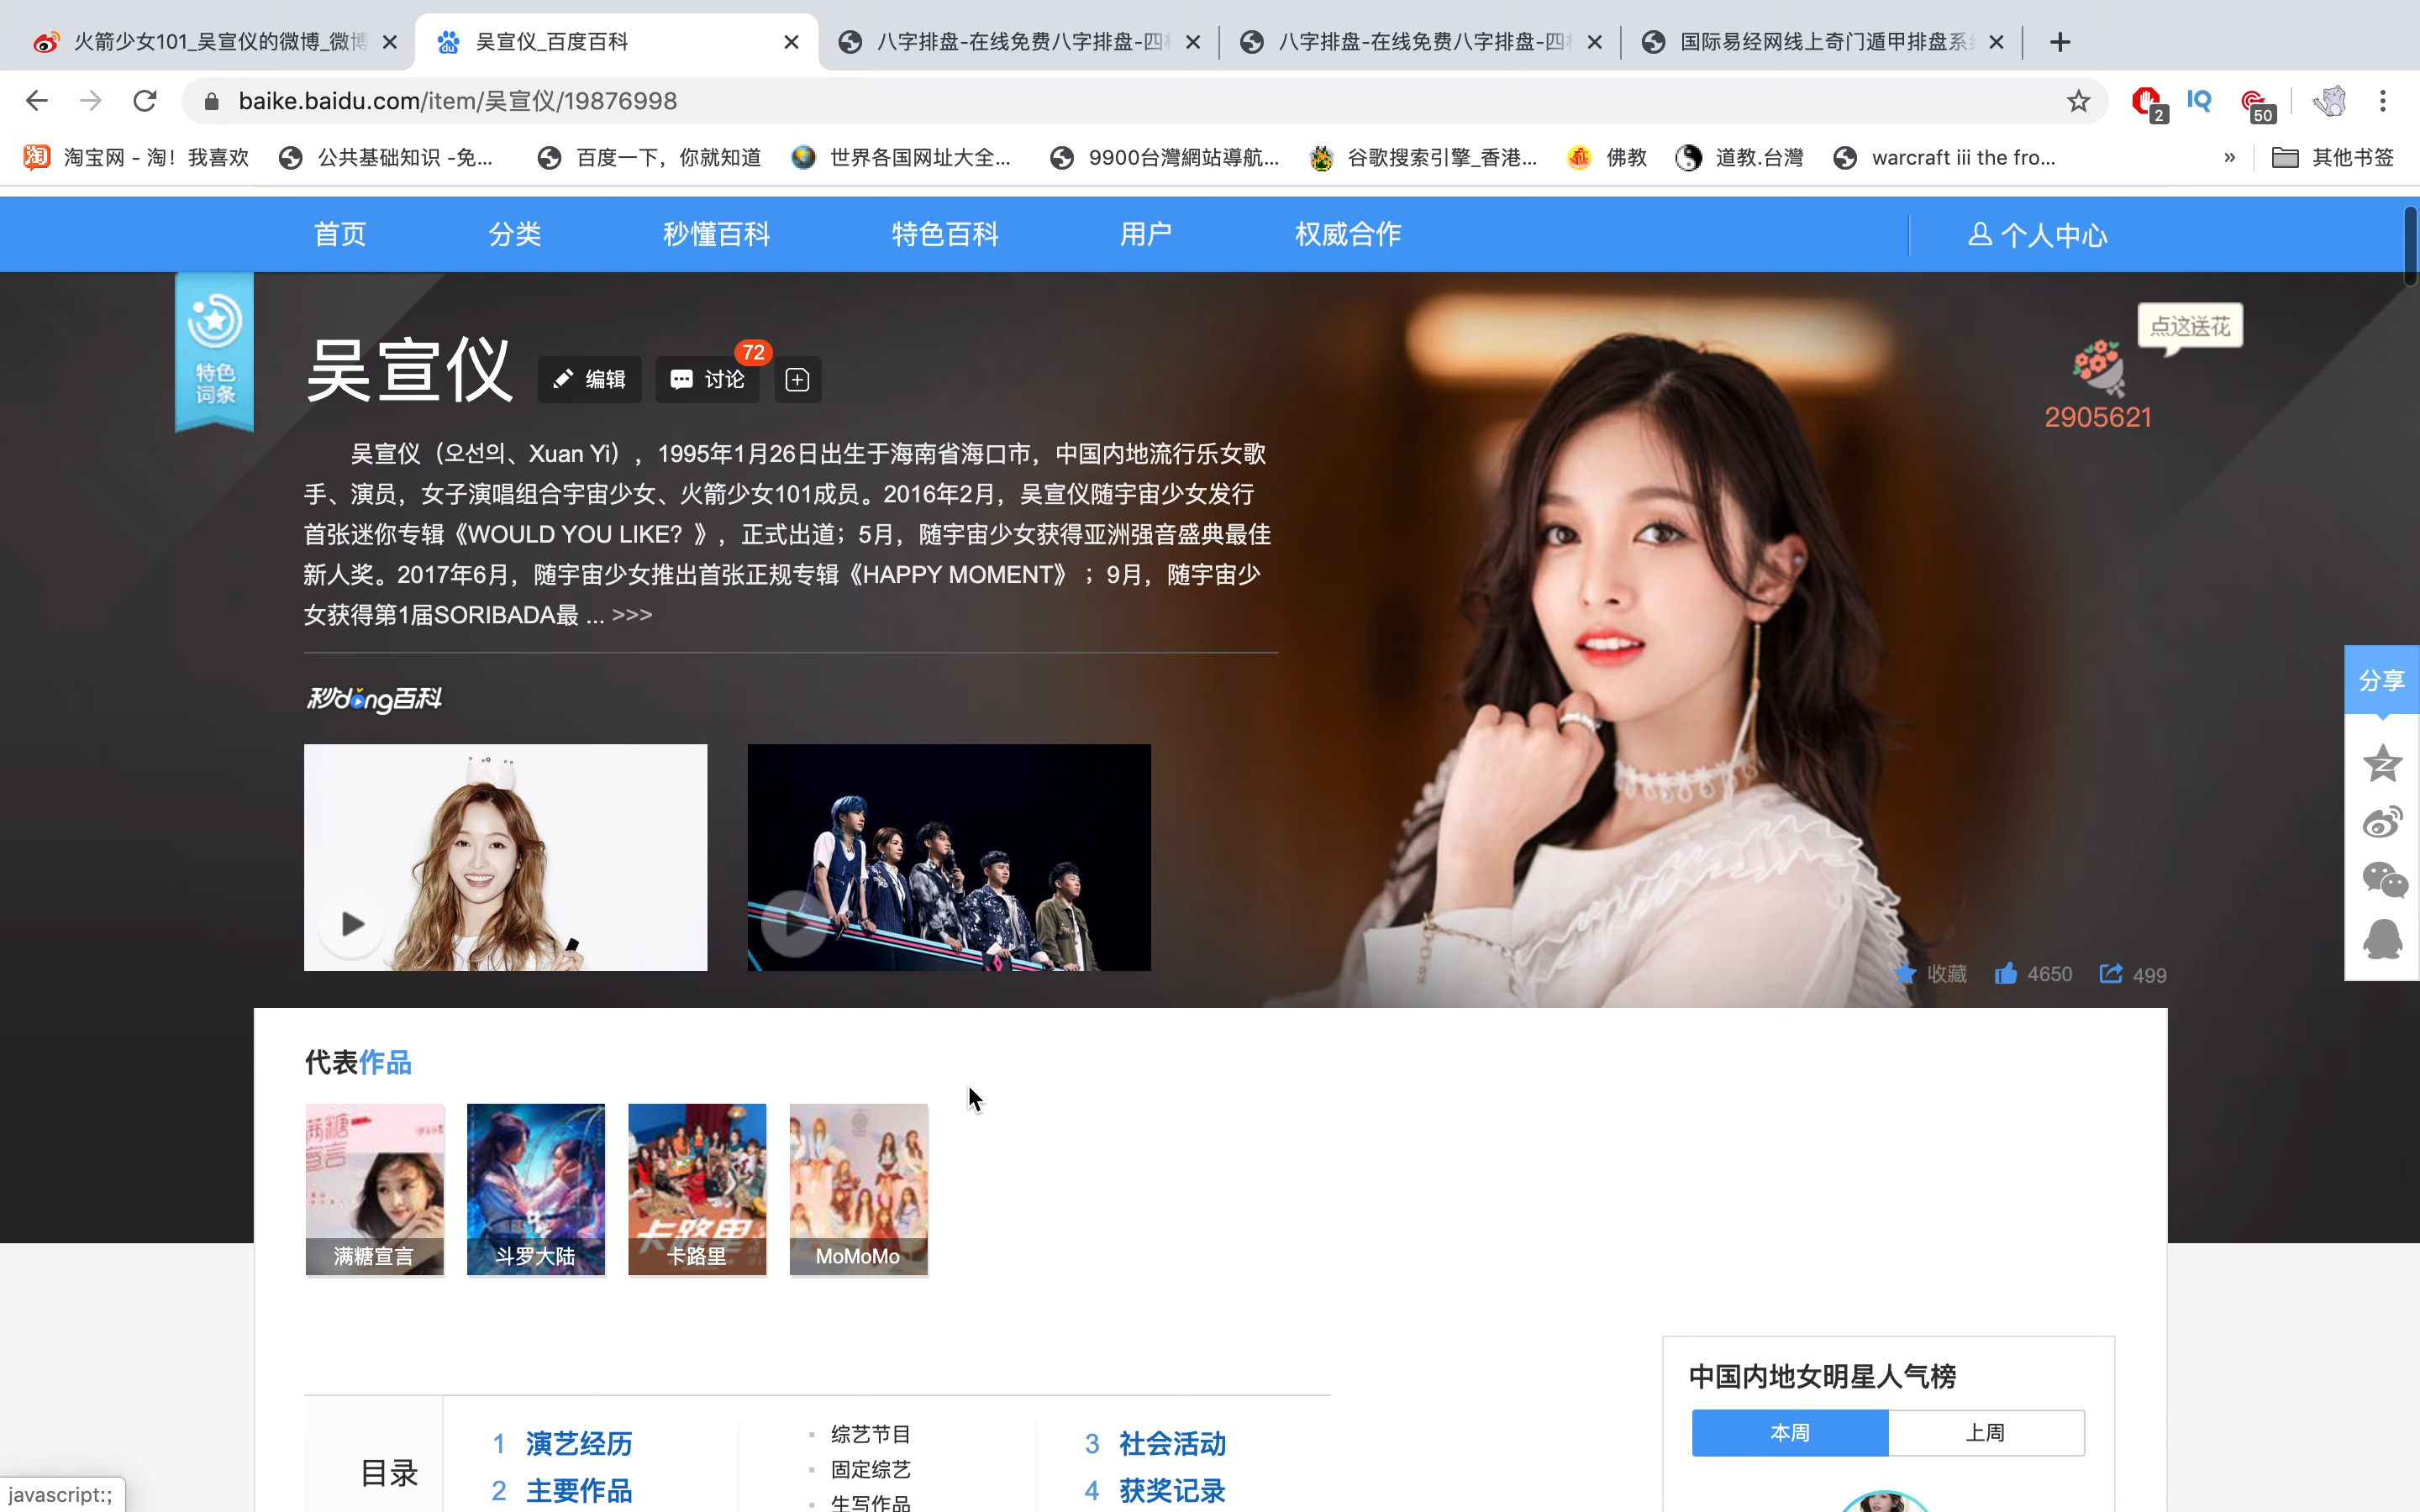 火箭少女101_吴宣仪的微博_微博
吴宣仪_百度百科
八字排盘-在线免费八字排盘-四
八字排盘-在线免费八字排盘-四
国际易经网线上奇门遁甲排盘系
baike.baidu.com/item/吴宣仪/19876998
2
IQ
50
淘宝网 - 淘！我喜欢
公共基础知识 -免...
百度一下，你就知道
世界各国网址大全...
9900台灣網站導航...
谷歌搜索引擎_香港...
佛教
道教.台灣
warcraft iii the fro...
»
其他书签
首页
分类
秒懂百科
特色百科
用户
权威合作
个人中心
特色
词条
吴宣仪
编辑
讨论
72
点这送花
2905621
吴宣仪（오선의、Xuan Yi），1995年1月26日出生于海南省海口市，中国内地流行乐女歌
手、演员，女子演唱组合宇宙少女、火箭少女101成员。2016年2月，吴宣仪随宇宙少女发行
首张迷你专辑《WOULD YOU LIKE？》，正式出道；5月，随宇宙少女获得亚洲强音盛典最佳
新人奖。2017年6月，随宇宙少女推出首张正规专辑《HAPPY MOMENT》；9月，随宇宙少
女获得第1届SORIBADA最 ... >>>
秒dǒng百科
分享
收藏
4650
499
代表作品
满糖宣言
斗罗大陆
卡路里
卡路里
MoMoMo
中国内地女明星人气榜
本周
上周
目录
1 演艺经历
2 主要作品
综艺节目
固定综艺
生写作品
3 社会活动
4 获奖记录
javascript:;